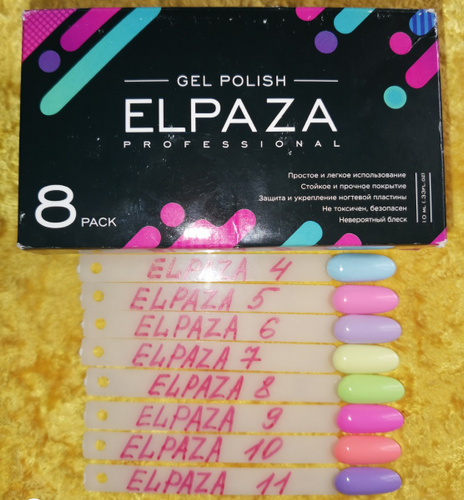 GEL POLISH
ELPAZA
PROFESSIONAL
Простое и легкое использование
Стойкое и прочное покрытие
Защита и укрепление ногтевой пластины
Не токсичен, безопасен
Невероятный блеск
10 ML (.33FL.OZ)
8 PACK
ELPAZA 4
ELPAZA 5
ELPAZA 6
ELPAZA 7
ELPAZA 8
ELPAZA 9
ELPAZA 10
ELPAZA 11